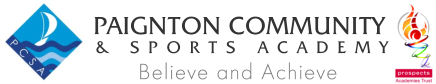 PCSA
PAIGNTON COMMUNITY
& SPORTS ACADEMY
Believe and Achieve
prospects
Academies Trust